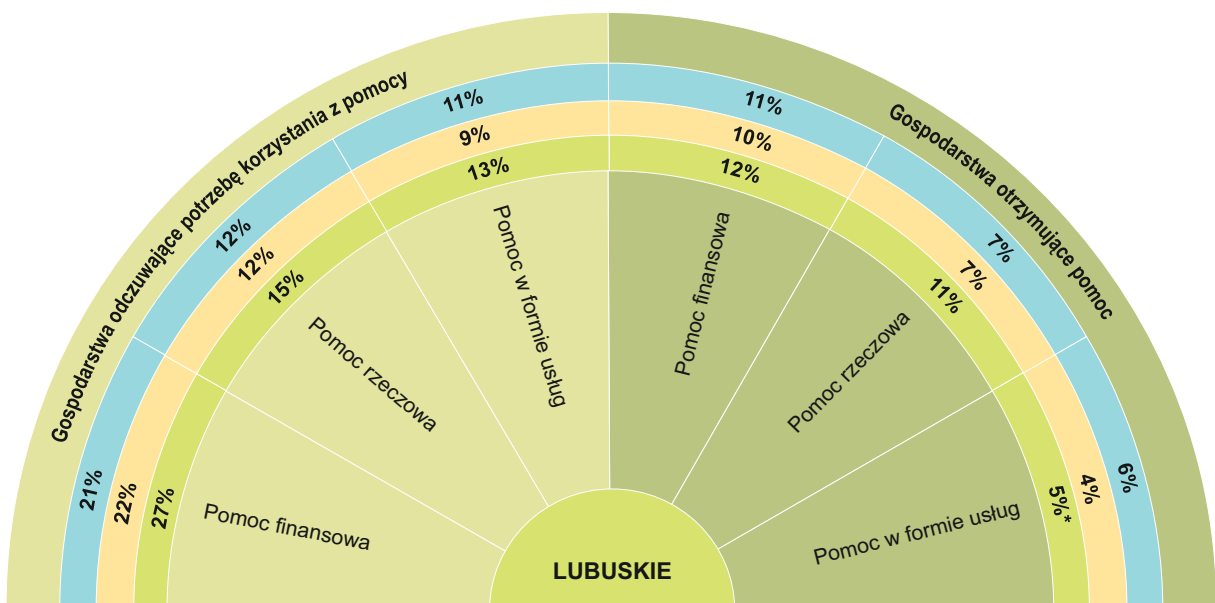 Gospodarstwa odczuwające potrzebę korzystania z pomocy
Gospodarstwa otrzymujące pomoc
21%
22%
27%
Pomoc finansowa
12%
12%
15%
Pomoc rzeczowa
11%
9%
13%
Pomoc w formie usług
11%
10%
12%
Pomoc finansowa
7%
7%
11%
Pomoc rzeczowa
6%
4%
5%*
Pomoc w formie usług
LUBUSKIE